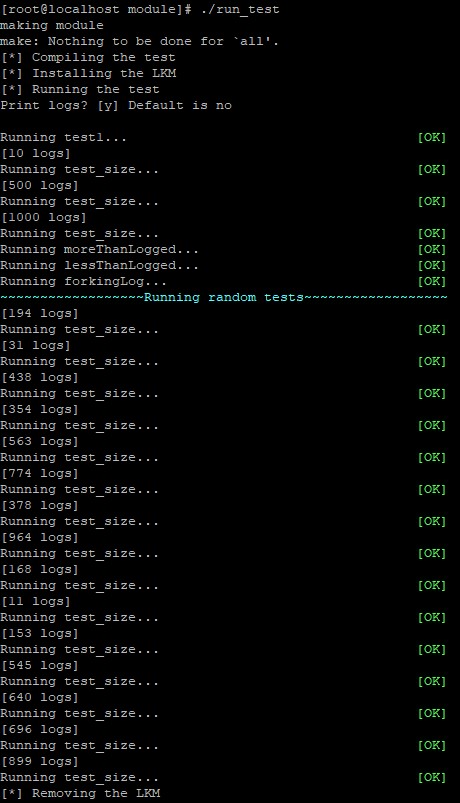 [root@localhost module]# ./run_test
making module
make: Nothing to be done for `all'.
[*] Compiling the test
[*] Installing the LKM
[*] Running the test
Print logs? [y] Default is no
Running test1... [OK]
[10 logs]
Running test_size... [OK]
[500 logs]
Running test_size... [OK]
[1000 logs]
Running test_size... [OK]
Running moreThanLogged... [OK]
Running lessThanLogged... [OK]
Running forkingLog... [OK]
~~~~~~~~~~~~~~~~~~Running random tests~~~~~~~~~~~~~~~~~~
[194 logs]
Running test_size... [OK]
[31 logs]
Running test_size... [OK]
[438 logs]
Running test_size... [OK]
[354 logs]
Running test_size... [OK]
[563 logs]
Running test_size... [OK]
[774 logs]
Running test_size... [OK]
[378 logs]
Running test_size... [OK]
[964 logs]
Running test_size... [OK]
[168 logs]
Running test_size... [OK]
[11 logs]
Running test_size... [OK]
[153 logs]
Running test_size... [OK]
[545 logs]
Running test_size... [OK]
[640 logs]
Running test_size... [OK]
[696 logs]
Running test_size... [OK]
[899 logs]
Running test_size... [OK]
[*] Removing the LKM